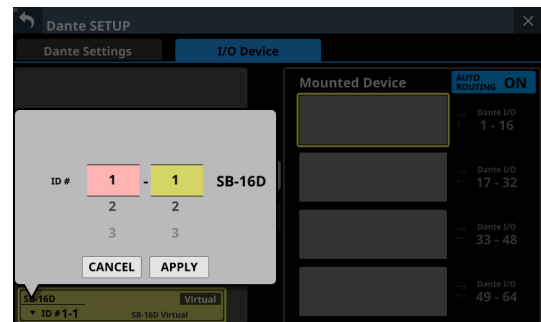 Dante SETUP
Dante Settings
I/O Device
Mounted Device
AUTO ROUTING ON
Dante I/O
1 - 16
Dante I/O
17 - 32
Dante I/O
33 - 48
Dante I/O
49 - 64
ID # 1 - 1 SB-16D
2 2
3 3
CANCEL APPLY
SB-16D Virtual
ID #1-1 SB-16D Virtual